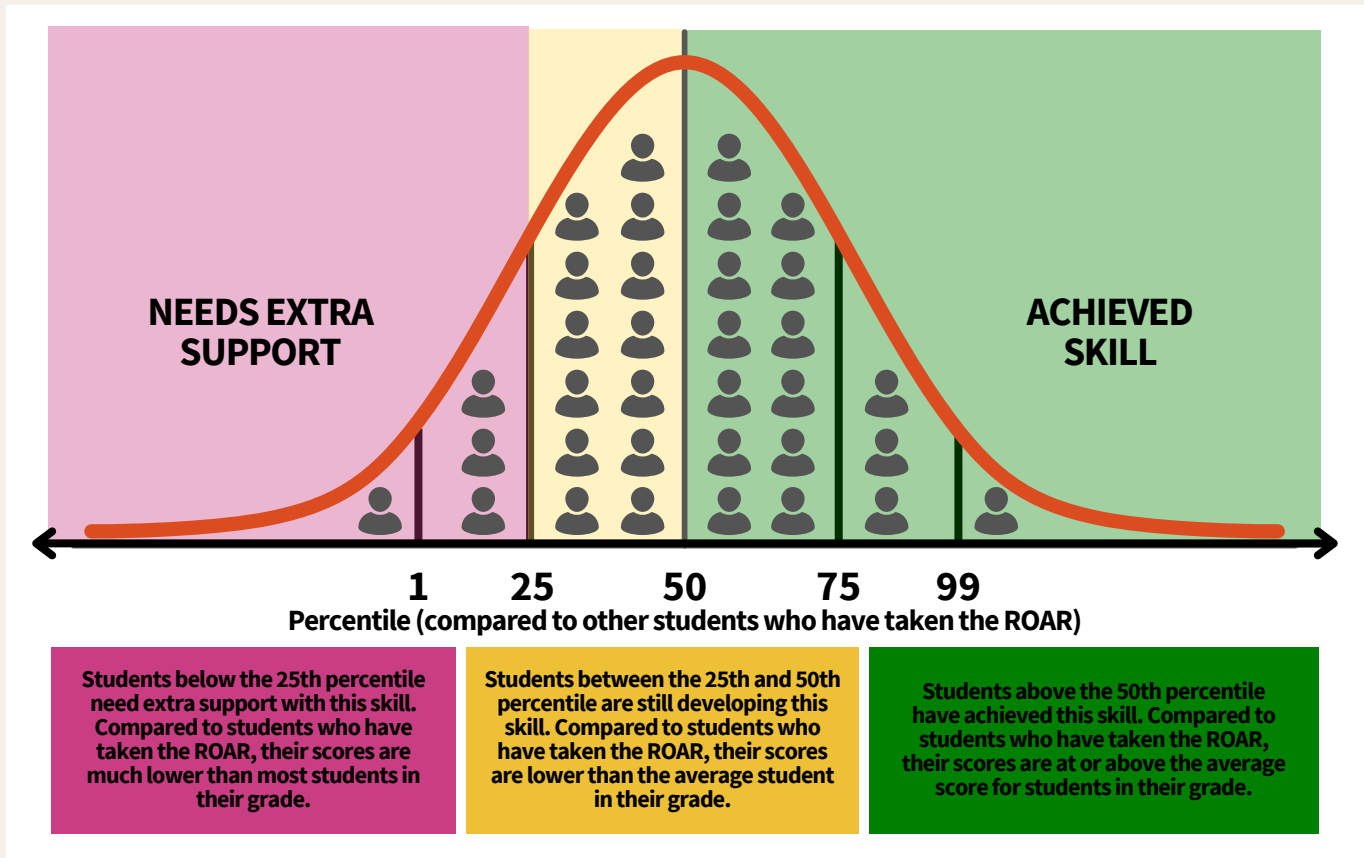 NEEDS EXTRA
SUPPORT
ACHIEVED
SKILL
1 25 50 75 99
Percentile (compared to other students who have taken the ROAR)
Students below the 25th percentile
need extra support with this skill.
Compared to students who have
taken the ROAR, their scores are
much lower than most students in
their grade.
Students between the 25th and 50th
percentile are still developing this
skill. Compared to students who
have taken the ROAR, their scores
are lower than the average student
in their grade.
Students above the 50th percentile
have achieved this skill. Compared to
students who have taken the ROAR,
their scores are at or above the average
score for students in their grade.